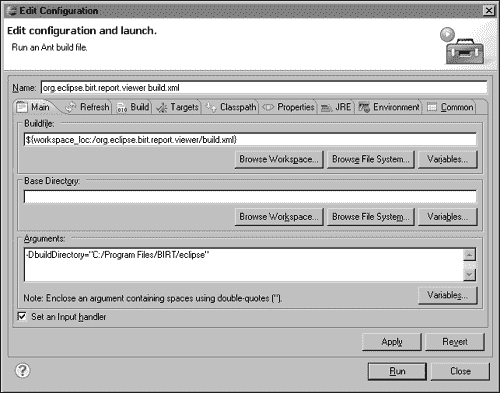 Edit Configuration
Edit configuration and launch.
Run an Ant build file.
Name: org.eclipse.birt.report.viewer build.xml
Main Refresh Build Targets Classpath Properties JRE Environment Common
Buildfile:
${workspace_loc:/org.eclipse.birt.report.viewer/build.xml}
Browse Workspace... Browse File System... Variables...
Base Directory:
Browse Workspace... Browse File System... Variables...
Arguments:
-DbuildDirectory="C:/Program Files/BIRT/eclipse"
Note: Enclose an argument containing spaces using double-quotes (").
Variables...
Set an Input handler
Apply Revert
? Run Close